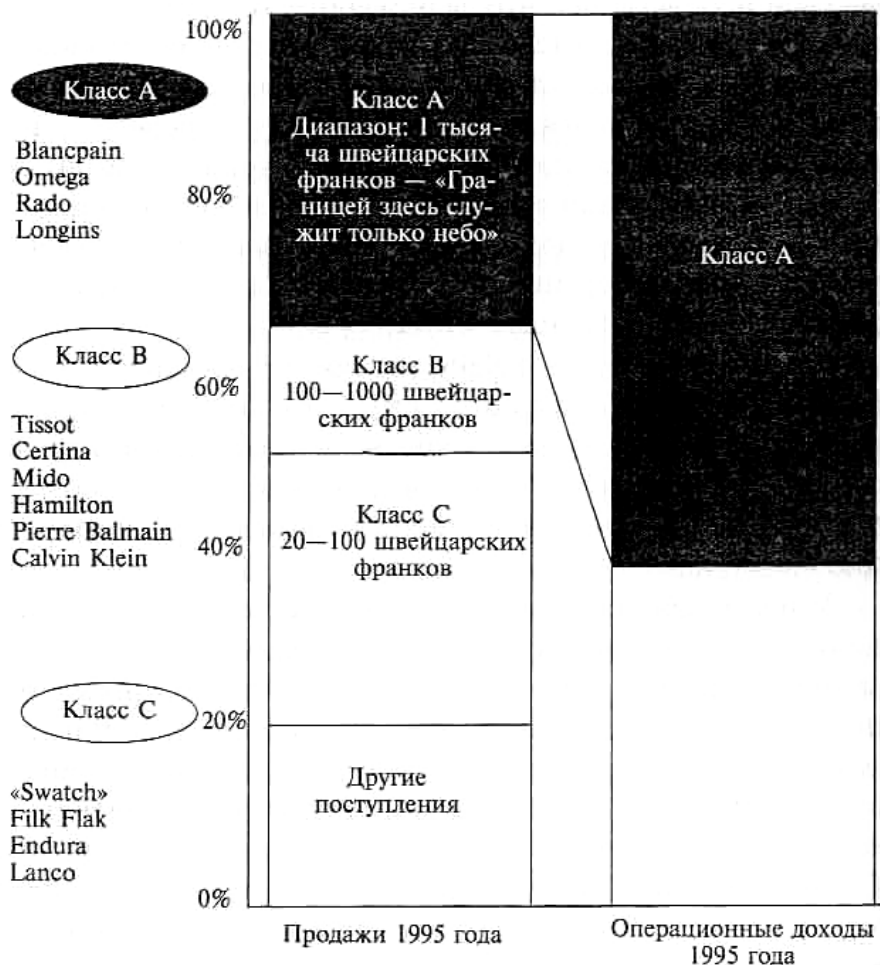 100%
Класс A
Blancpain
Omega
Rado
Longins
80%
Класс A
Диапазон: 1 тыся-
ча швейцарских
франков — «Гра-
ницей здесь слу-
жит только небо»
Класс A
Класс B
60%
Tissot
Certina
Mido
Hamilton
Pierre Balmain
Calvin Klein
40%
Класс B
100—1000 швейцар-
ских франков
Класс C
20—100 швейцарских
франков
Класс C
20%
«Swatch»
Filk Flak
Endura
Lanco
0%
Другие
поступления
Продажи 1995 года
Операционные доходы
1995 года